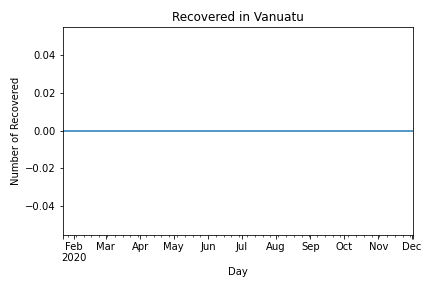 Recovered in Vanuatu
Number of Recovered
0.04
0.02
0.00
−0.02
−0.04
Feb Mar Apr May Jun Jul Aug Sep Oct Nov Dec
2020
Day